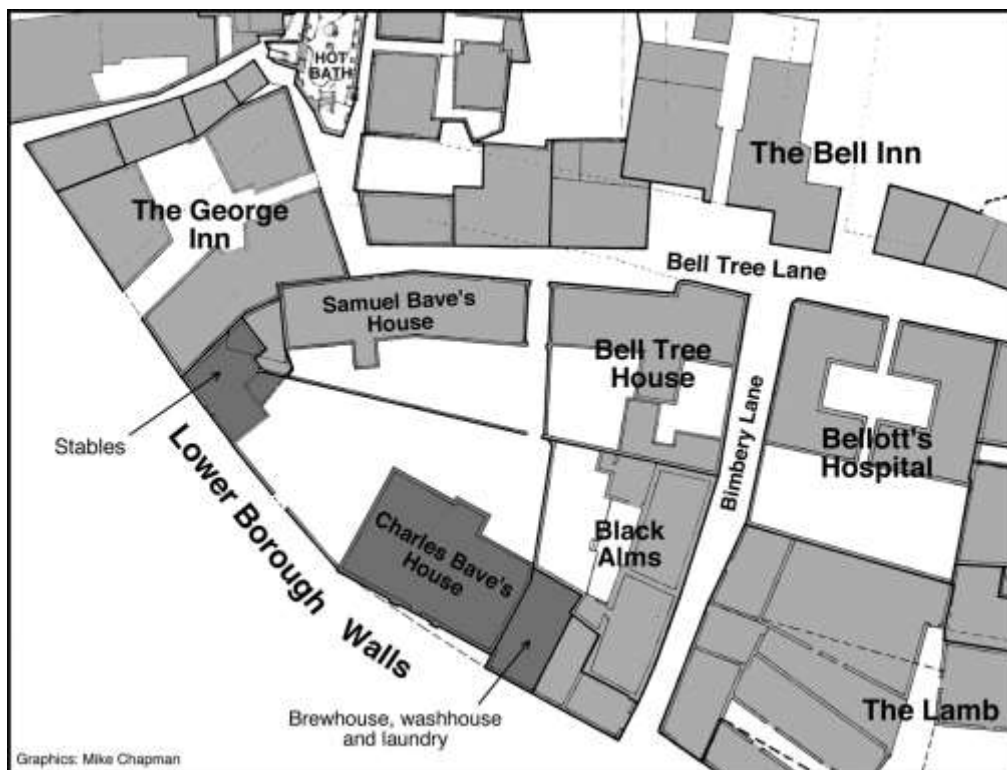 HOT
BATH
The Bell Inn
The George
Inn
Bell Tree Lane
Samuel Bave's
House
Bell Tree
House
Bimbery Lane
Bellott's
Hospital
Stables
Lower Borough Walls
Charles Bave's
House
Black
Alms
Brewhouse, washhouse
and laundry
The Lamb
Graphics: Mike Chapman